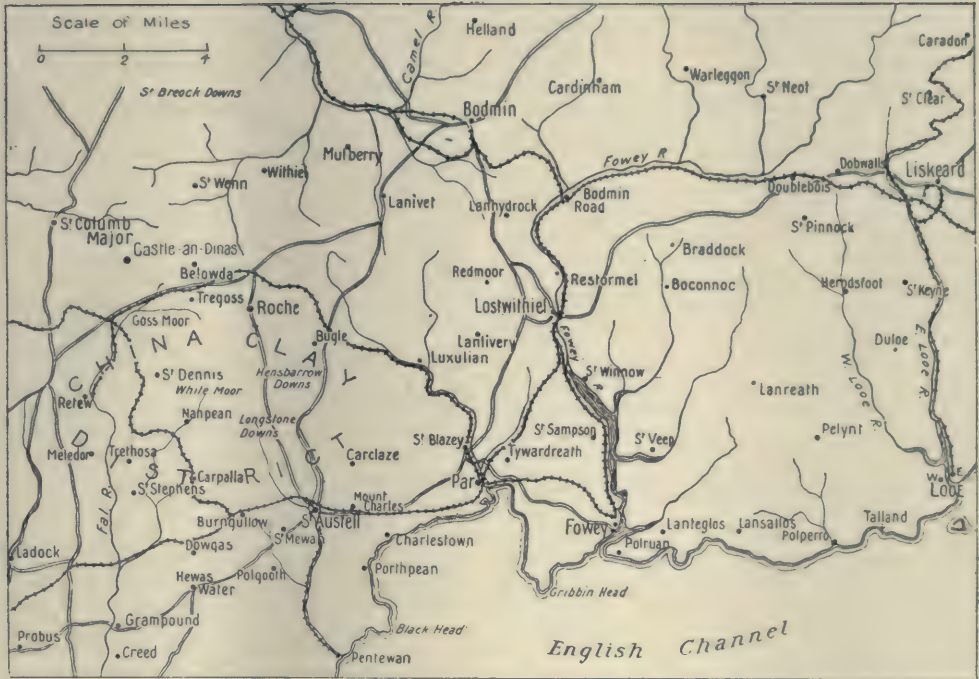 Scale of Miles
0 2 4
Camel R.
Helland
Caradon
St Breock Downs
Cardinham
Warleggon
St Neot
St Clear
Bodmin
Mulberry
Withiel
St Wenn
Fowey R
Dobwalls
Liskeard
Doublebois
Lanivet
Lanhydrock
Bodmin
Road
St Columb
Major
St Pinnock
Castle-an-Dinas
Braddock
Belowda
Redmoor
Restormel
Boconnoc
Herodsfoot
St Keyne
Tregoss
Roche
Lostwithiel
Goss Moor
Bugle
Lanlivery
Luxulian
Fowey R
Duloe
E. Looe R.
CHINA CLAY
DISTRICT
St Dennis
White Moor
Hensbarrow
Downs
St Winnow
Lanreath
W. Looe R.
Retew
Nanpean
Longstone
Downs
St Blazey
St Sampson
St Veep
Pelynt
Meledor
Trethosa
Carclaze
Tywardreath
Carpalla
St Stephens
Par
W.
E.
LOOE
Fal R.
Mount
Charles
Burngullow
St Austell
St Mewan
Charlestown
Fowey
Lanteglos
Lansallos
Talland
Polperro
Polruan
Ladock
Dowgas
Polgooth
Porthpean
Hewas
Water
Gribbin Head
Grampound
Black Head
Probus
Creed
Pentewan
English Channel